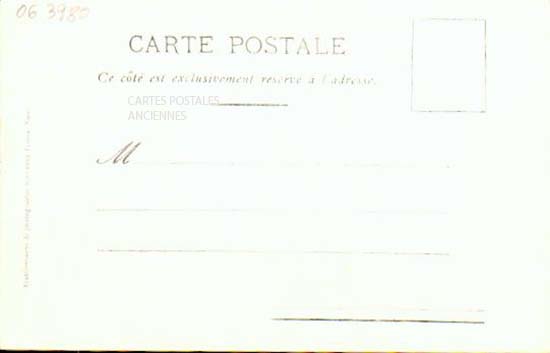 06 3980
CARTE POSTALE
Ce côté est exclusivement réservé à l'adresse.
CARTES POSTALES
ANCIENNES
M